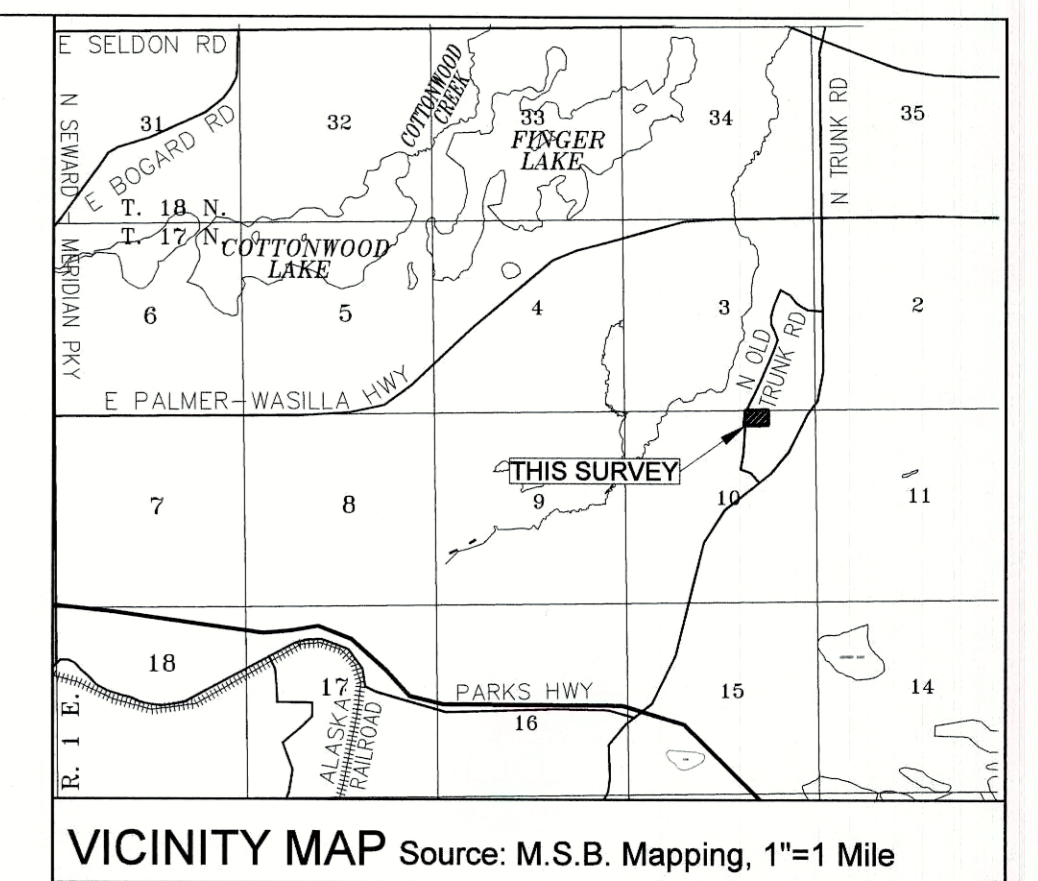 E SELDON RD
N SEWARD - MERIDIAN PKY
E BOGARD RD
31
32
COTTONWOOD
CREEK
33
FINGER
LAKE
34
N TRUNK RD
35
T. 18 N.
T. 17 N.
COTTONWOOD
LAKE
6
5
4
3
2
N OLD
TRUNK RD
E PALMER-WASILLA HWY
THIS SURVEY
7
8
9
10
11
18
17
ALASKA
RAILROAD
PARKS HWY
16
15
14
R. 1 E.
VICINITY MAP Source: M.S.B. Mapping, 1"=1 Mile